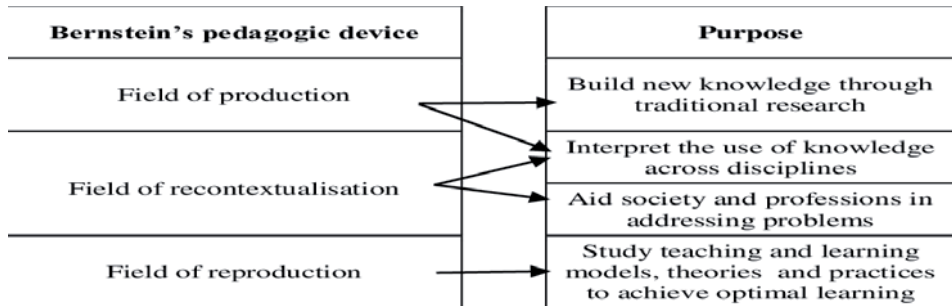 Bernstein's pedagogic device
Purpose
Field of production
Build new knowledge through
traditional research
Field of recontextualisation
Interpret the use of knowledge
across disciplines
Aid society and professions in
addressing problems
Field of reproduction
Study teaching and learning
models, theories and practices
to achieve optimal learning